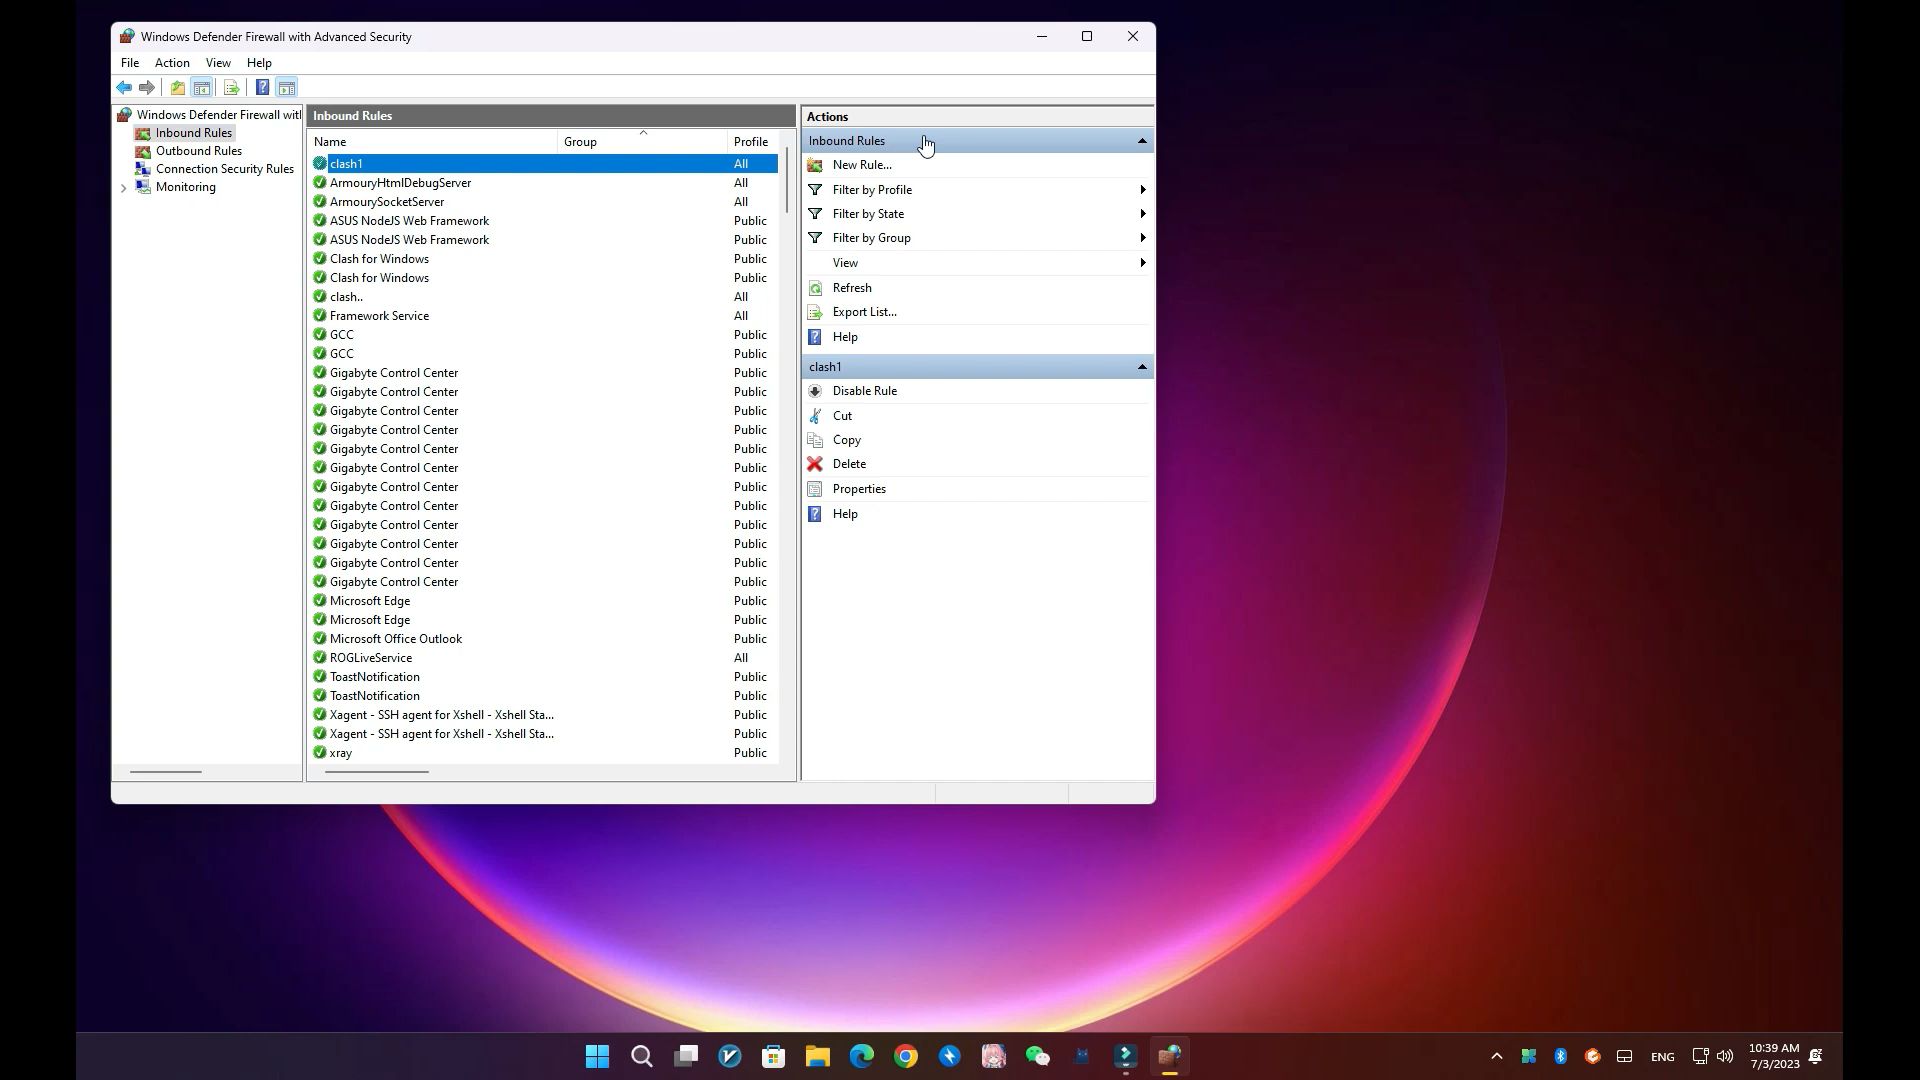 Windows Defender Firewall with Advanced Security
File Action View Help
Windows Defender Firewall witl
Inbound Rules
Outbound Rules
Connection Security Rules
Monitoring
Inbound Rules
Name Group Profile
clash1 All
ArmouryHtmlDebugServer All
ArmourySocketServer All
ASUS NodeJS Web Framework Public
ASUS NodeJS Web Framework Public
Clash for Windows Public
Clash for Windows Public
clash.. All
Framework Service All
GCC Public
GCC Public
Gigabyte Control Center Public
Gigabyte Control Center Public
Gigabyte Control Center Public
Gigabyte Control Center Public
Gigabyte Control Center Public
Gigabyte Control Center Public
Gigabyte Control Center Public
Gigabyte Control Center Public
Gigabyte Control Center Public
Gigabyte Control Center Public
Gigabyte Control Center Public
Gigabyte Control Center Public
Microsoft Edge Public
Microsoft Edge Public
Microsoft Office Outlook Public
ROGLiveService All
ToastNotification Public
ToastNotification Public
Xagent - SSH agent for Xshell - Xshell Sta... Public
Xagent - SSH agent for Xshell - Xshell Sta... Public
xray Public
Actions
Inbound Rules
New Rule...
Filter by Profile
Filter by State
Filter by Group
View
Refresh
Export List...
Help
clash1
Disable Rule
Cut
Copy
Delete
Properties
Help
ENG
10:39 AM
7/3/2023